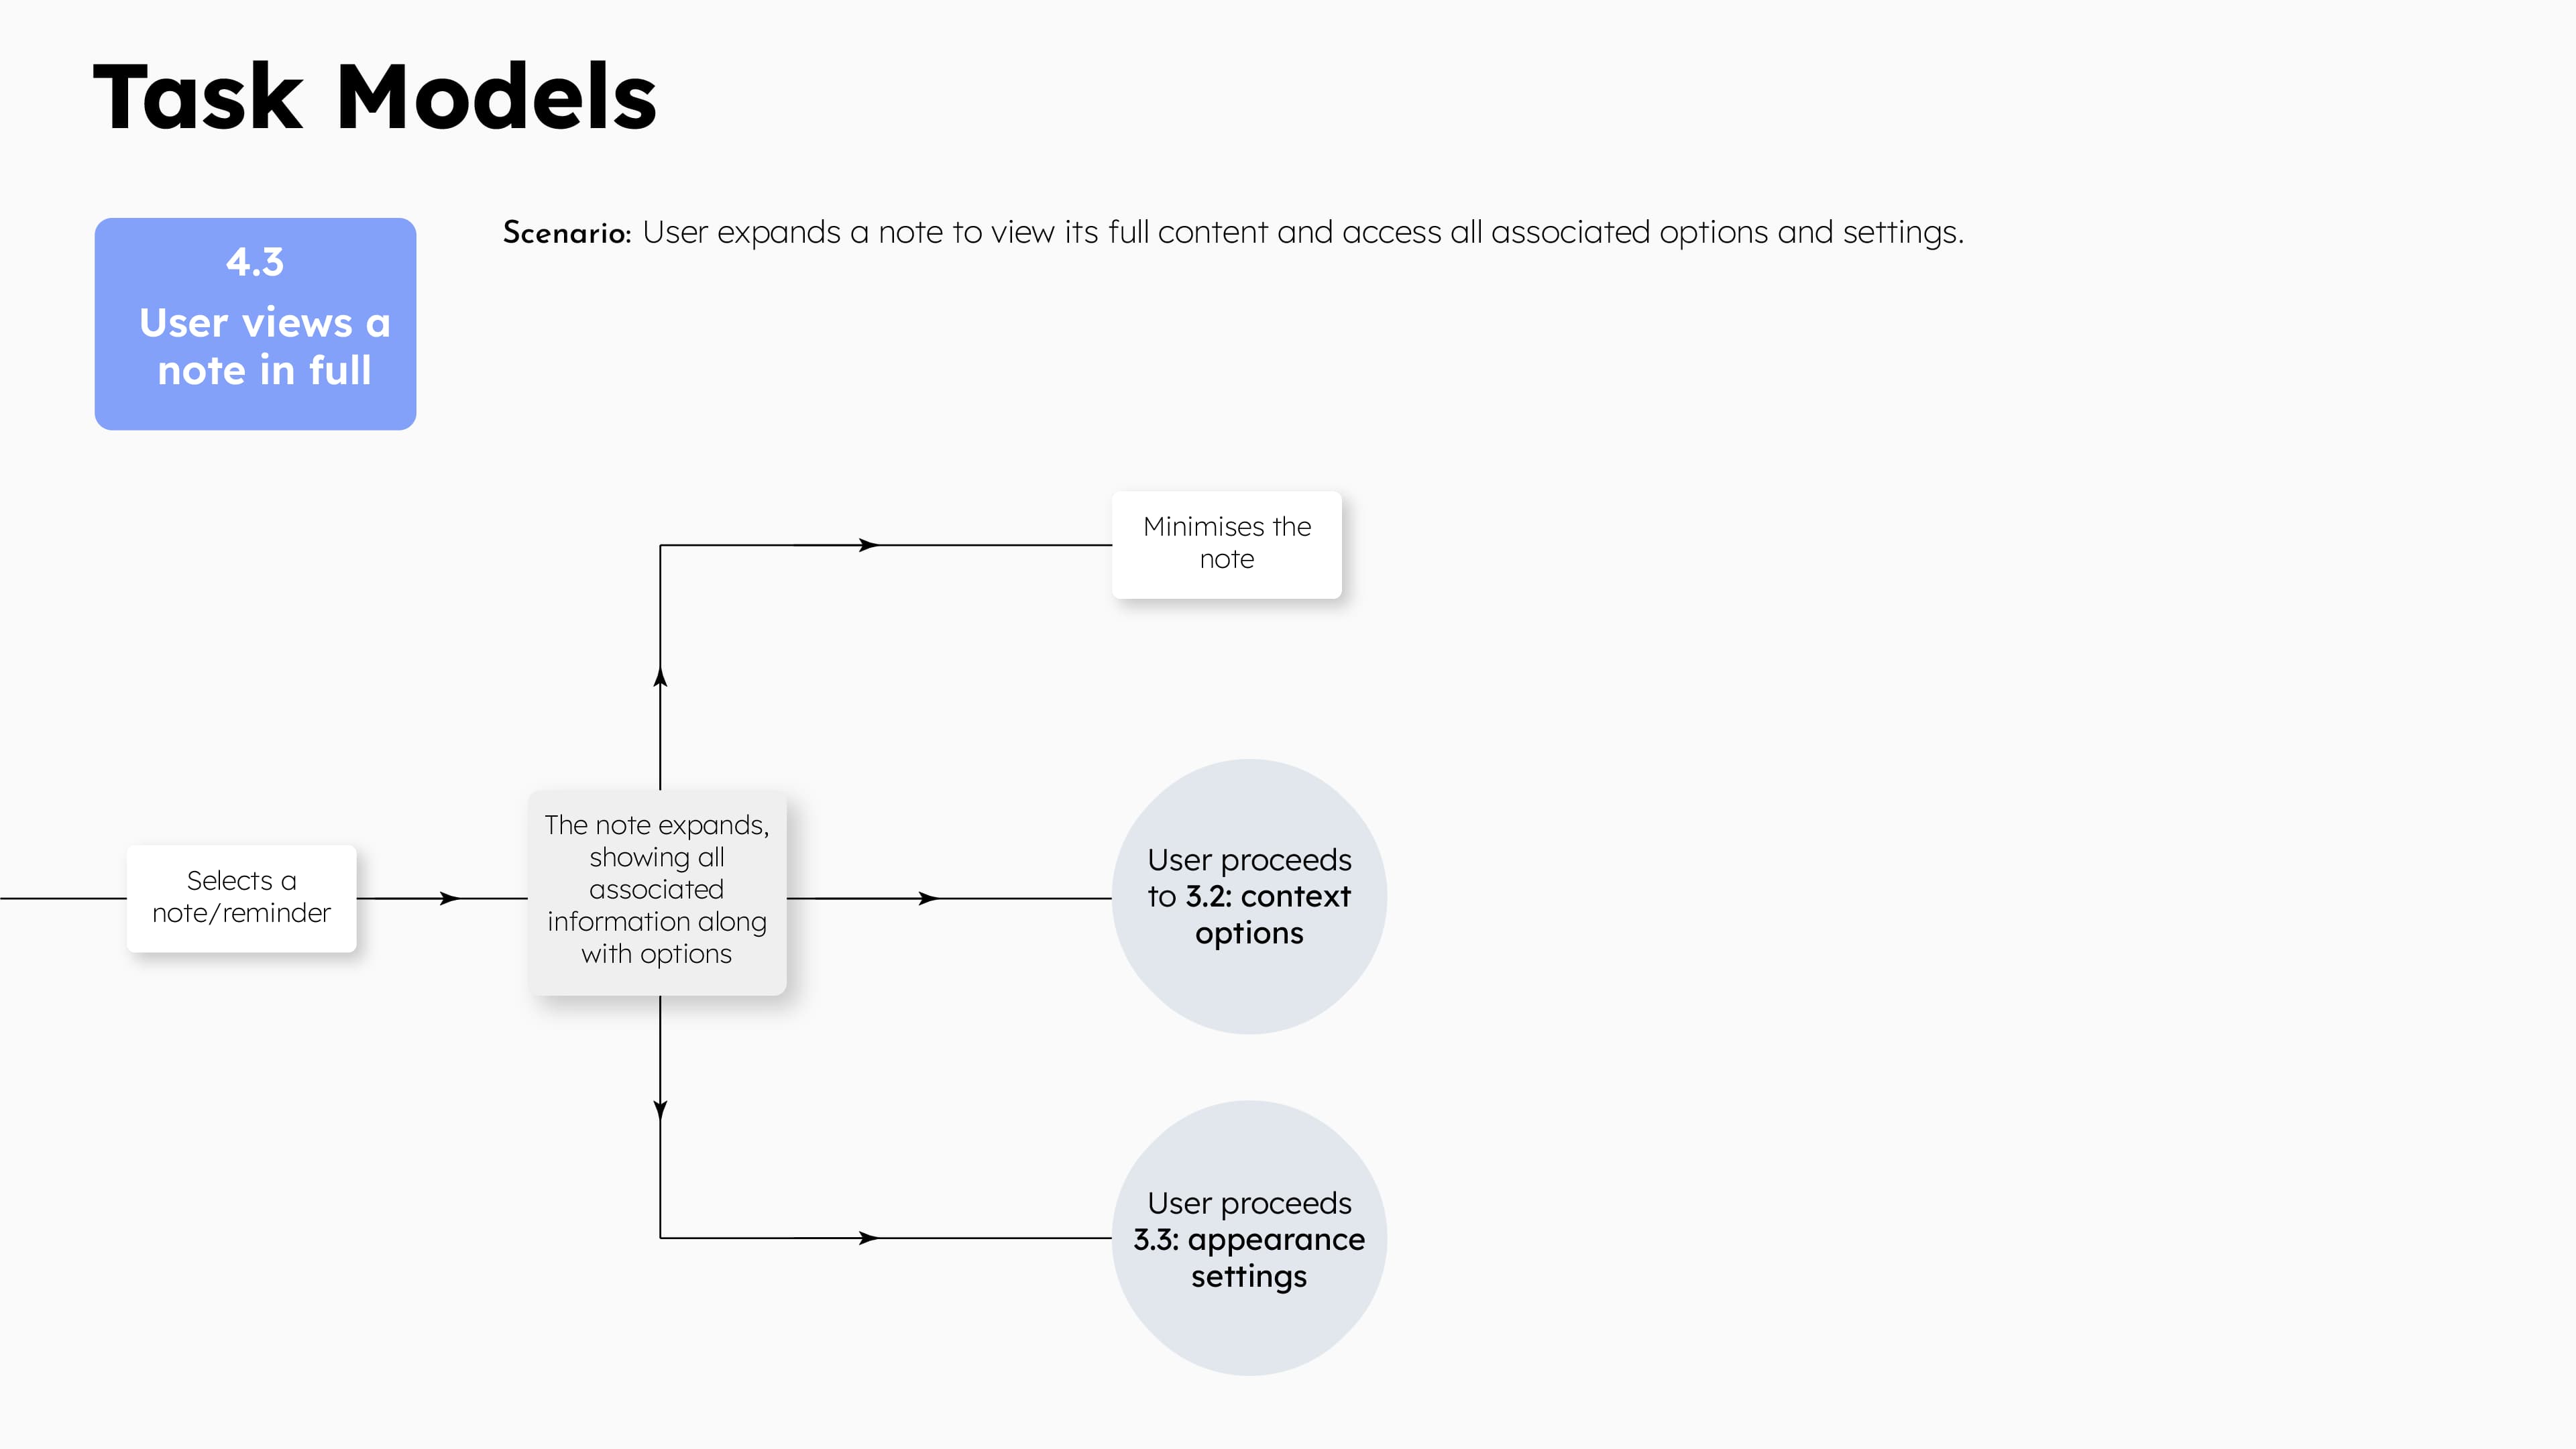 Task Models
4.3
User views a
note in full
Scenario: User expands a note to view its full content and access all associated options and settings.
Minimises the
note
Selects a
note/reminder
The note expands,
showing all
associated
information along
with options
User proceeds
to 3.2: context
options
User proceeds
3.3: appearance
settings